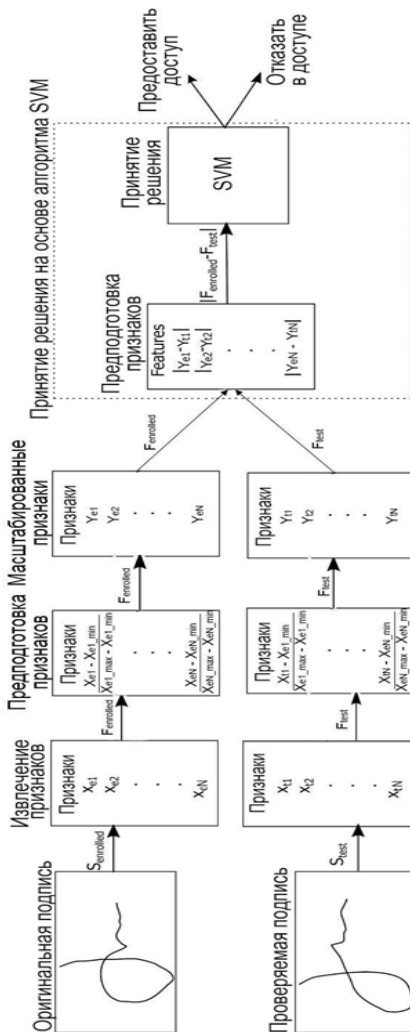 Принятие решения на основе алгоритма SVM
Оригинальная подпись
S_enrolled
Извлечение
признаков
Признаки
X_e1
X_e2
.
.
.
X_eN
F_enrolled
Предподготовка
признаков
Признаки
X_e1 - X_e1_min
X_e1_max - X_e1_min
.
.
X_eN - X_eN_min
X_eN_max - X_eN_min
F_enrolled
Масштабированные
признаки
Признаки
Y_e1
Y_e2
.
.
.
Y_eN
F_enrolled
Проверяемая подпись
S_test
Признаки
X_t1
X_t2
.
.
.
X_tN
F_test
Признаки
X_t1 - X_e1_min
X_e1_max - X_e1_min
.
.
X_tN - X_eN_min
X_eN_max - X_eN_min
F_test
Признаки
Y_t1
Y_t2
.
.
.
Y_tN
F_test
Предподготовка
признаков
Features
|Y_e1-Y_t1|
|Y_e2-Y_t2|
.
.
.
|Y_eN - Y_tN|
|F_enrolled-F_test|
Принятие
решения
SVM
Предоставить
доступ
Отказать
в доступе